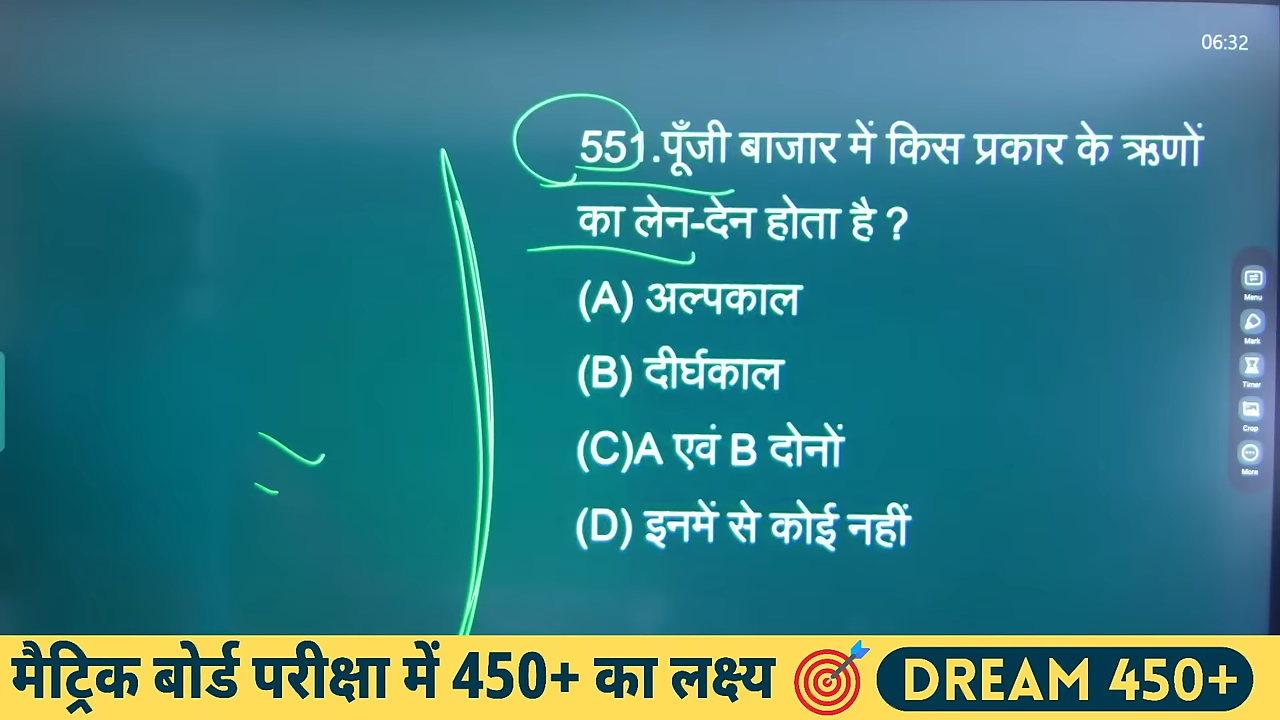 06:32
551.पूँजी बाजार में किस प्रकार के ऋणों
का लेन-देन होता है ?
(A) अल्पकाल
(B) दीर्घकाल
(C)A एवं B दोनों
(D) इनमें से कोई नहीं
Menu
Mark
Timer
Crop
More
मैट्रिक बोर्ड परीक्षा में 450+ का लक्ष्य DREAM 450+